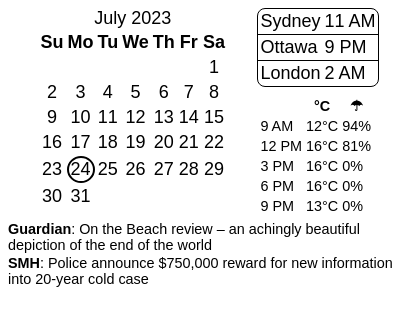 July 2023
Su Mo Tu We Th Fr Sa
1
2 3 4 5 6 7 8
9 10 11 12 13 14 15
16 17 18 19 20 21 22
23 24 25 26 27 28 29
30 31
Sydney 11 AM
Ottawa 9 PM
London 2 AM
°C ☂
9 AM 12°C 94%
12 PM 16°C 81%
3 PM 16°C 0%
6 PM 16°C 0%
9 PM 13°C 0%
Guardian: On the Beach review – an achingly beautiful
depiction of the end of the world
SMH: Police announce $750,000 reward for new information
into 20-year cold case